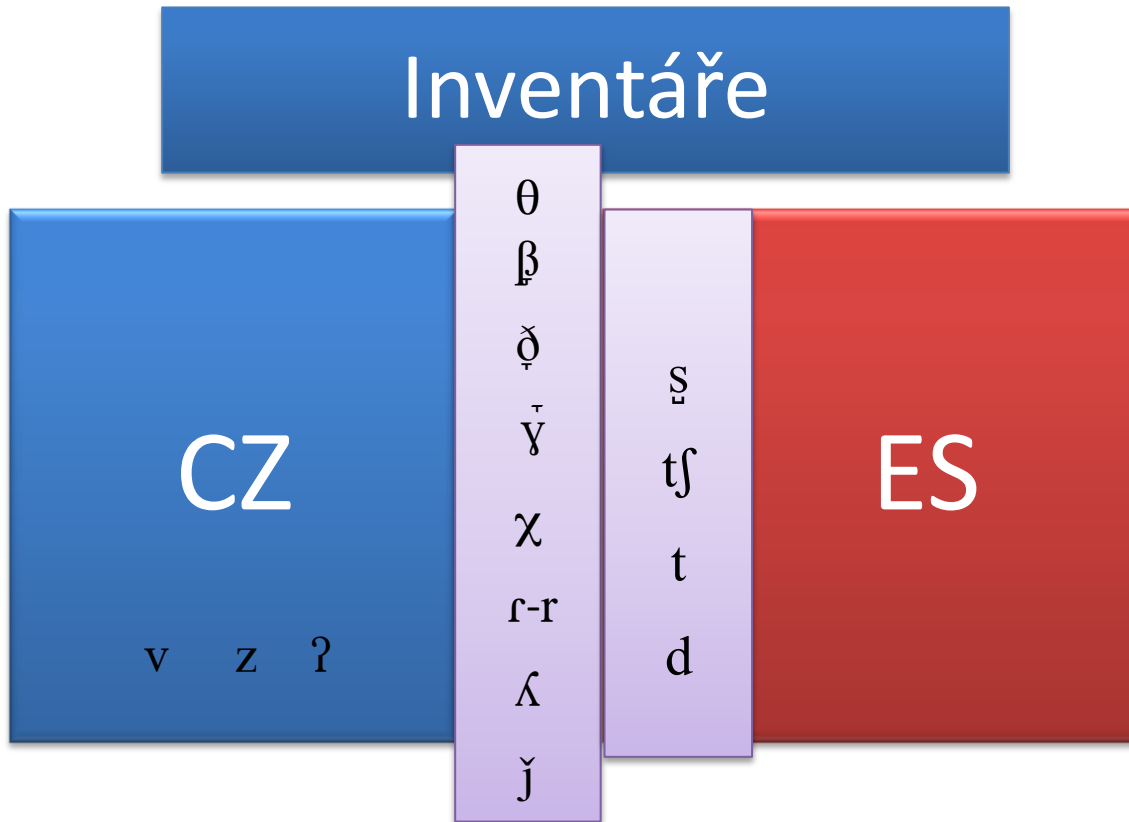 Inventáře
CZ
v z ʔ
θ
β̞
ð̞
ɣ̞
χ
ɾ-r
ʎ
ǰ
s̺
tʃ
t
d
ES